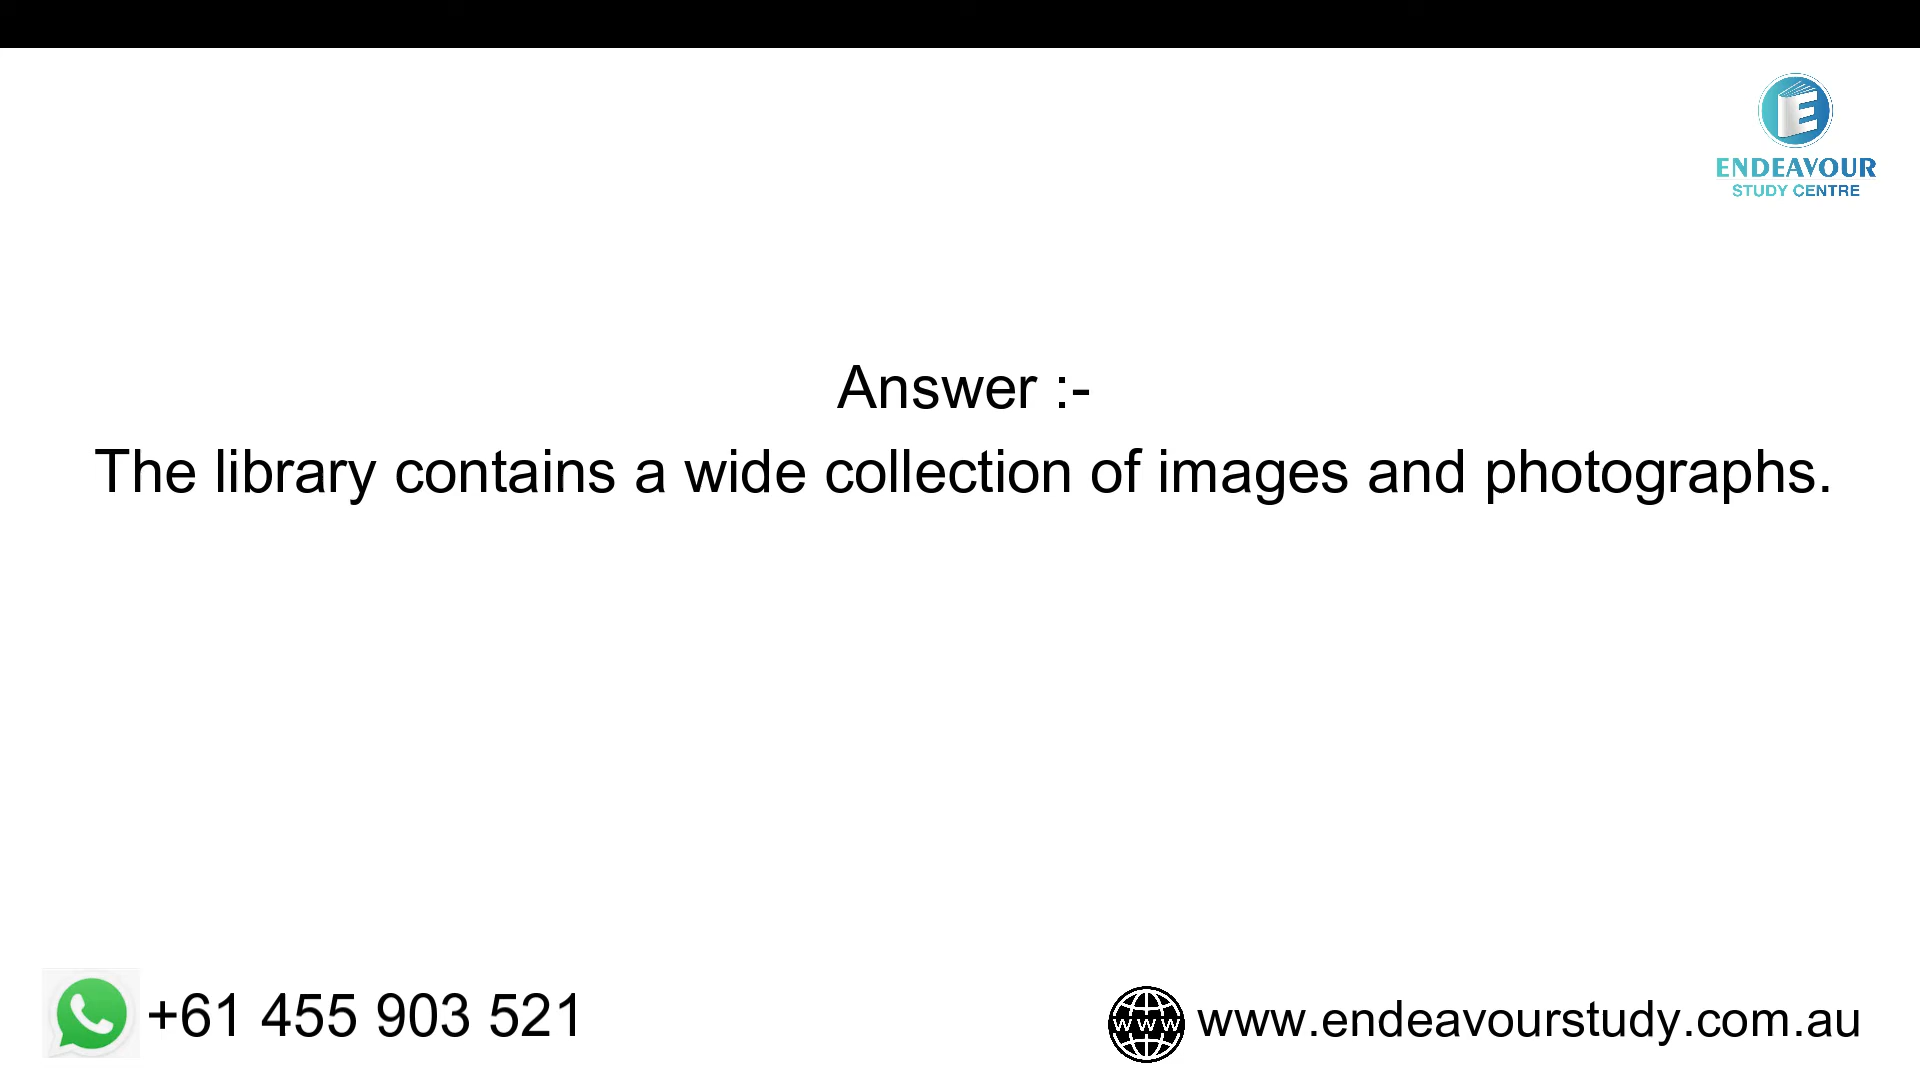 E
ENDEAVOUR
STUDY CENTRE
Answer :-
The library contains a wide collection of images and photographs.
+61 455 903 521
www www.endeavourstudy.com.au